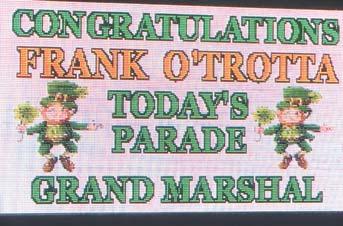 CONGRATULATIONS
FRANK O'TROTTA
TODAY'S
PARADE
GRAND MARSHAL